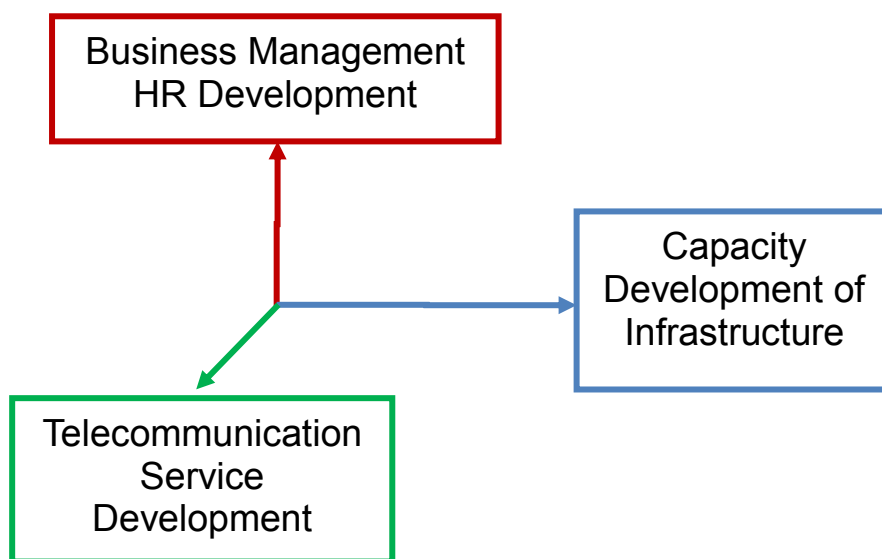 Business Management
HR Development
Capacity
Development of
Infrastructure
Telecommunication
Service
Development